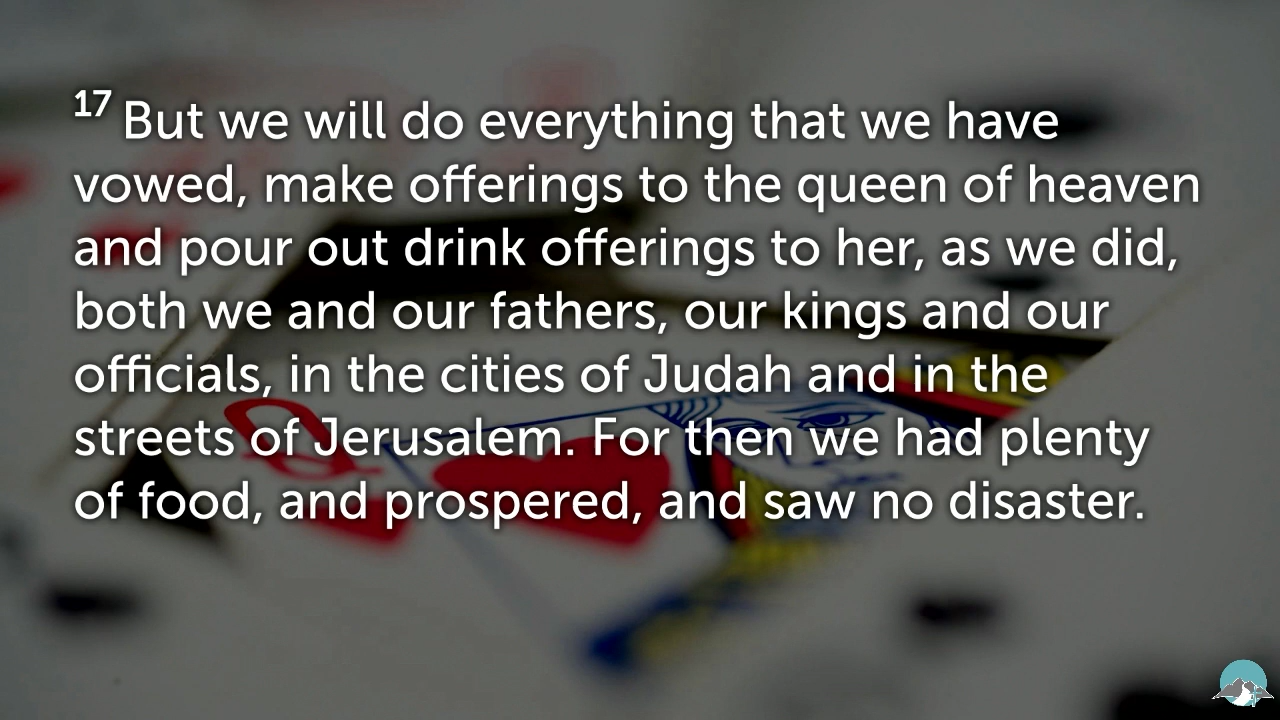 17 But we will do everything that we have
vowed, make offerings to the queen of heaven
and pour out drink offerings to her, as we did,
both we and our fathers, our kings and our
officials, in the cities of Judah and in the
streets of Jerusalem. For then we had plenty
of food, and prospered, and saw no disaster.
Q